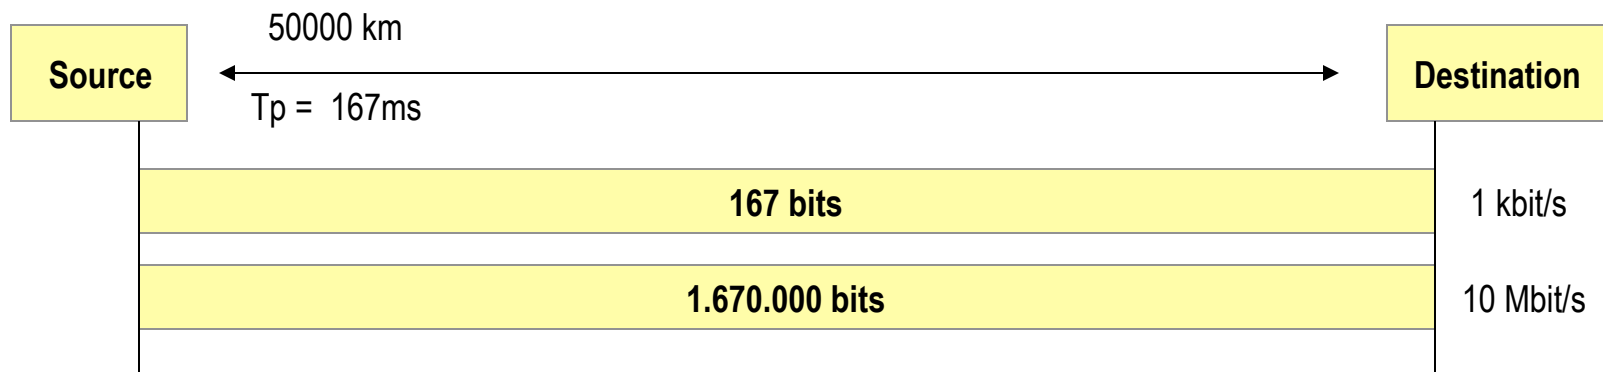 50000 km
Source
Destination
Tp = 167ms
167 bits
1 kbit/s
1.670.000 bits
10 Mbit/s